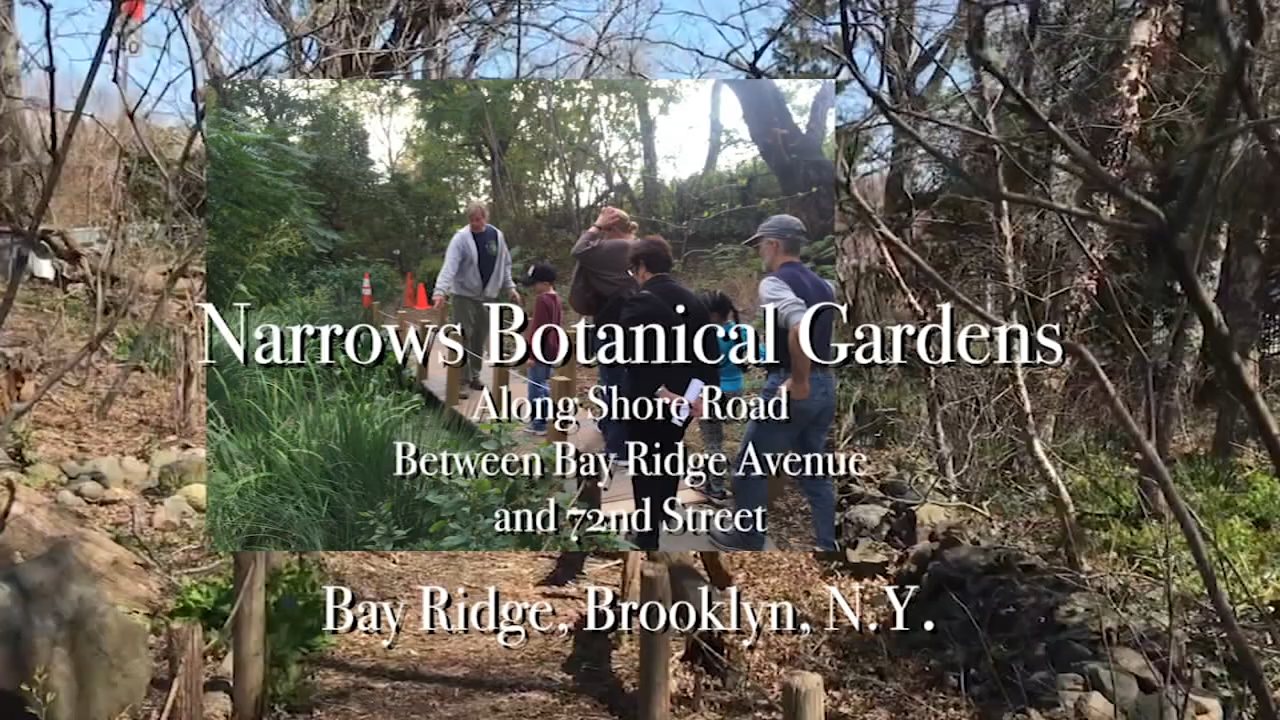 Narrows Botanical Gardens
Along Shore Road
Between Bay Ridge Avenue
and 72nd Street
Bay Ridge, Brooklyn, N.Y.